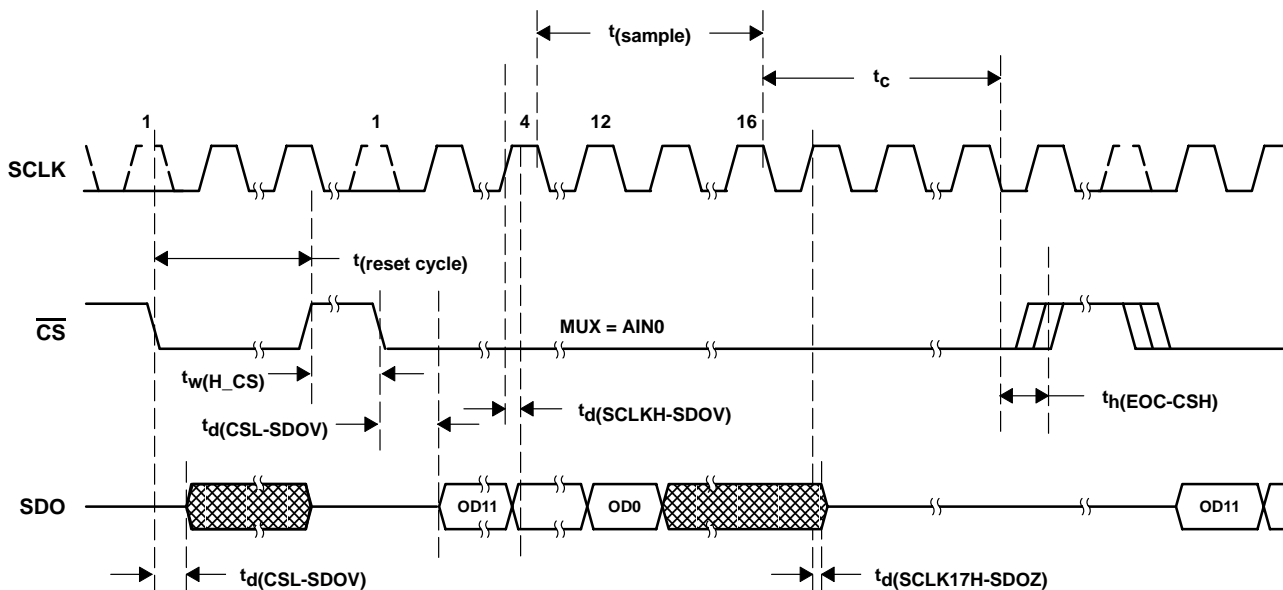 t(sample)
tc
1
1
4
12
16
SCLK
t(reset cycle)
CS
MUX = AIN0
tw(H_CS)
td(CSL-SDOV)
td(SCLKH-SDOV)
th(EOC-CSH)
SDO
OD11
OD0
OD11
td(CSL-SDOV)
td(SCLK17H-SDOZ)